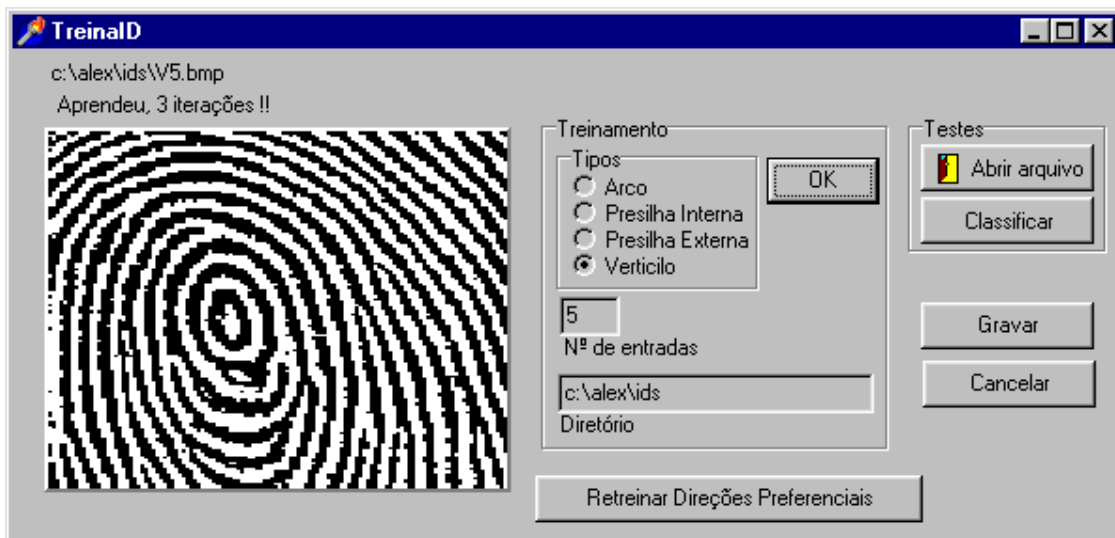 TreinaID
c:\alex\ids\V5.bmp
Aprendeu, 3 iterações !!
Treinamento
Tipos
Arco
Presilha Interna
Presilha Externa
Verticilo
OK
5
Nº de entradas
c:\alex\ids
Diretório
Retreinar Direções Preferenciais
Testes
Abrir arquivo
Classificar
Gravar
Cancelar